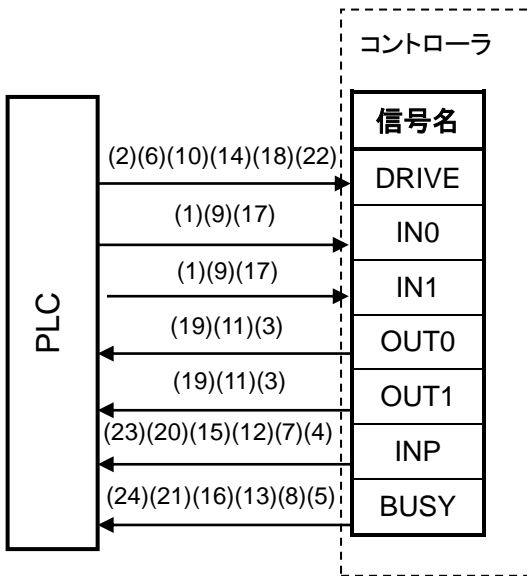 コントローラ
信号名
(2)(6)(10)(14)(18)(22)
DRIVE
(1)(9)(17)
IN0
(1)(9)(17)
IN1
PLC
(19)(11)(3)
OUT0
(19)(11)(3)
OUT1
(23)(20)(15)(12)(7)(4)
INP
(24)(21)(16)(13)(8)(5)
BUSY